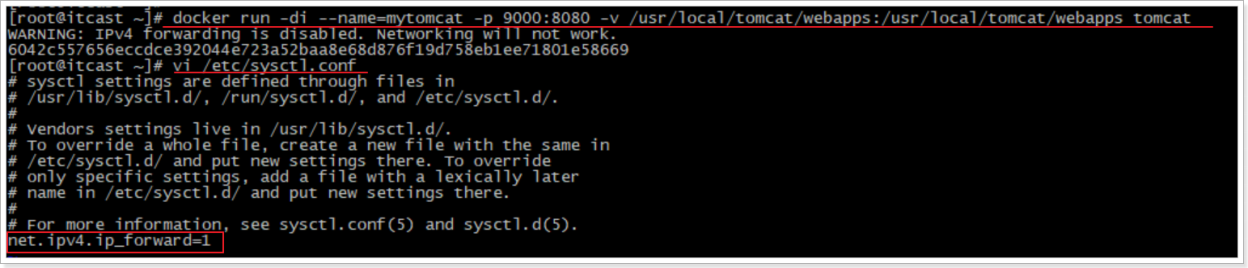 [root@itcast ~]# docker run -di --name=mytomcat -p 9000:8080 -v /usr/local/tomcat/webapps:/usr/local/tomcat/webapps tomcat
WARNING: IPv4 forwarding is disabled. Networking will not work.
6042c557656eccdce392044e723a52baa8e68d876f19d758eb1ee71801e58669
[root@itcast ~]# vi /etc/sysctl.conf
# sysctl settings are defined through files in
# /usr/lib/sysctl.d/, /run/sysctl.d/, and /etc/sysctl.d/.
#
# Vendors settings live in /usr/lib/sysctl.d/.
# To override a whole file, create a new file with the same in
# /etc/sysctl.d/ and put new settings there. To override
# only specific settings, add a file with a lexically later
# name in /etc/sysctl.d/ and put new settings there.
#
# For more information, see sysctl.conf(5) and sysctl.d(5).
net.ipv4.ip_forward=1